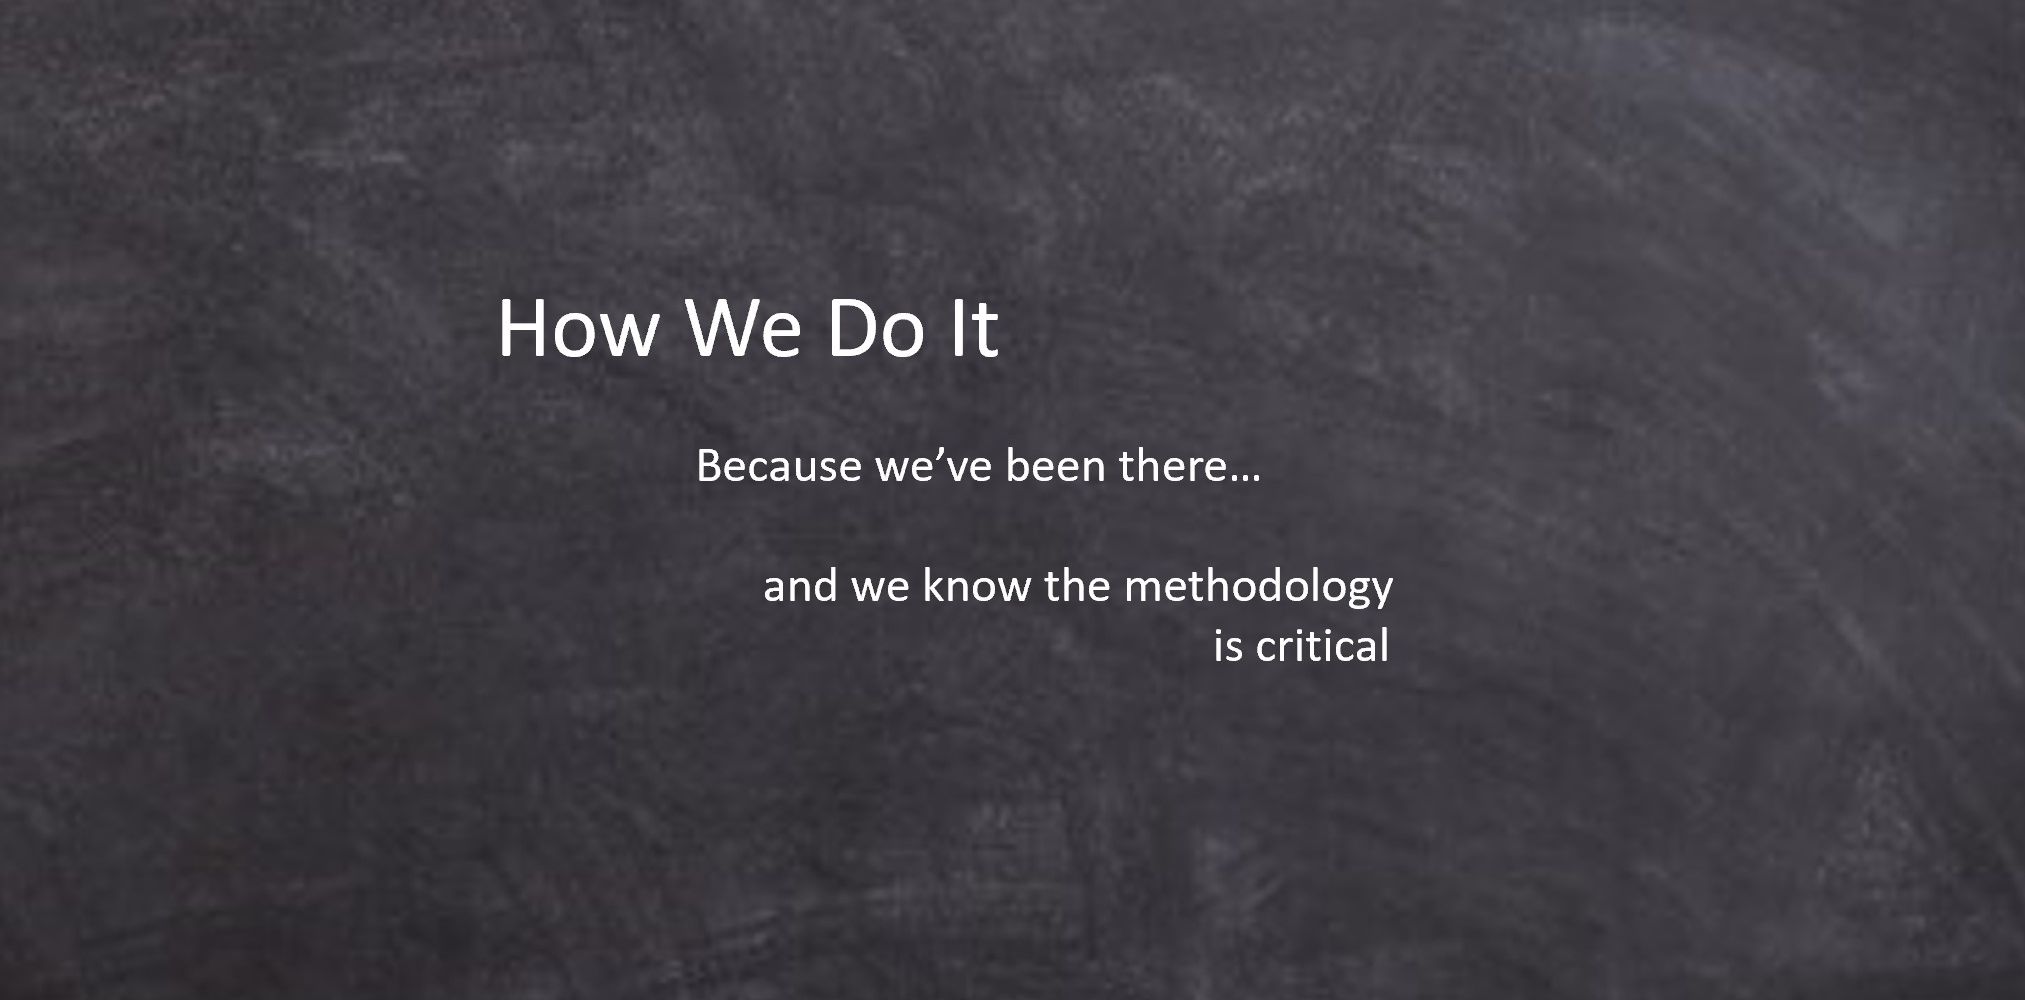 How We Do It
Because we’ve been there…
and we know the methodology
is critical